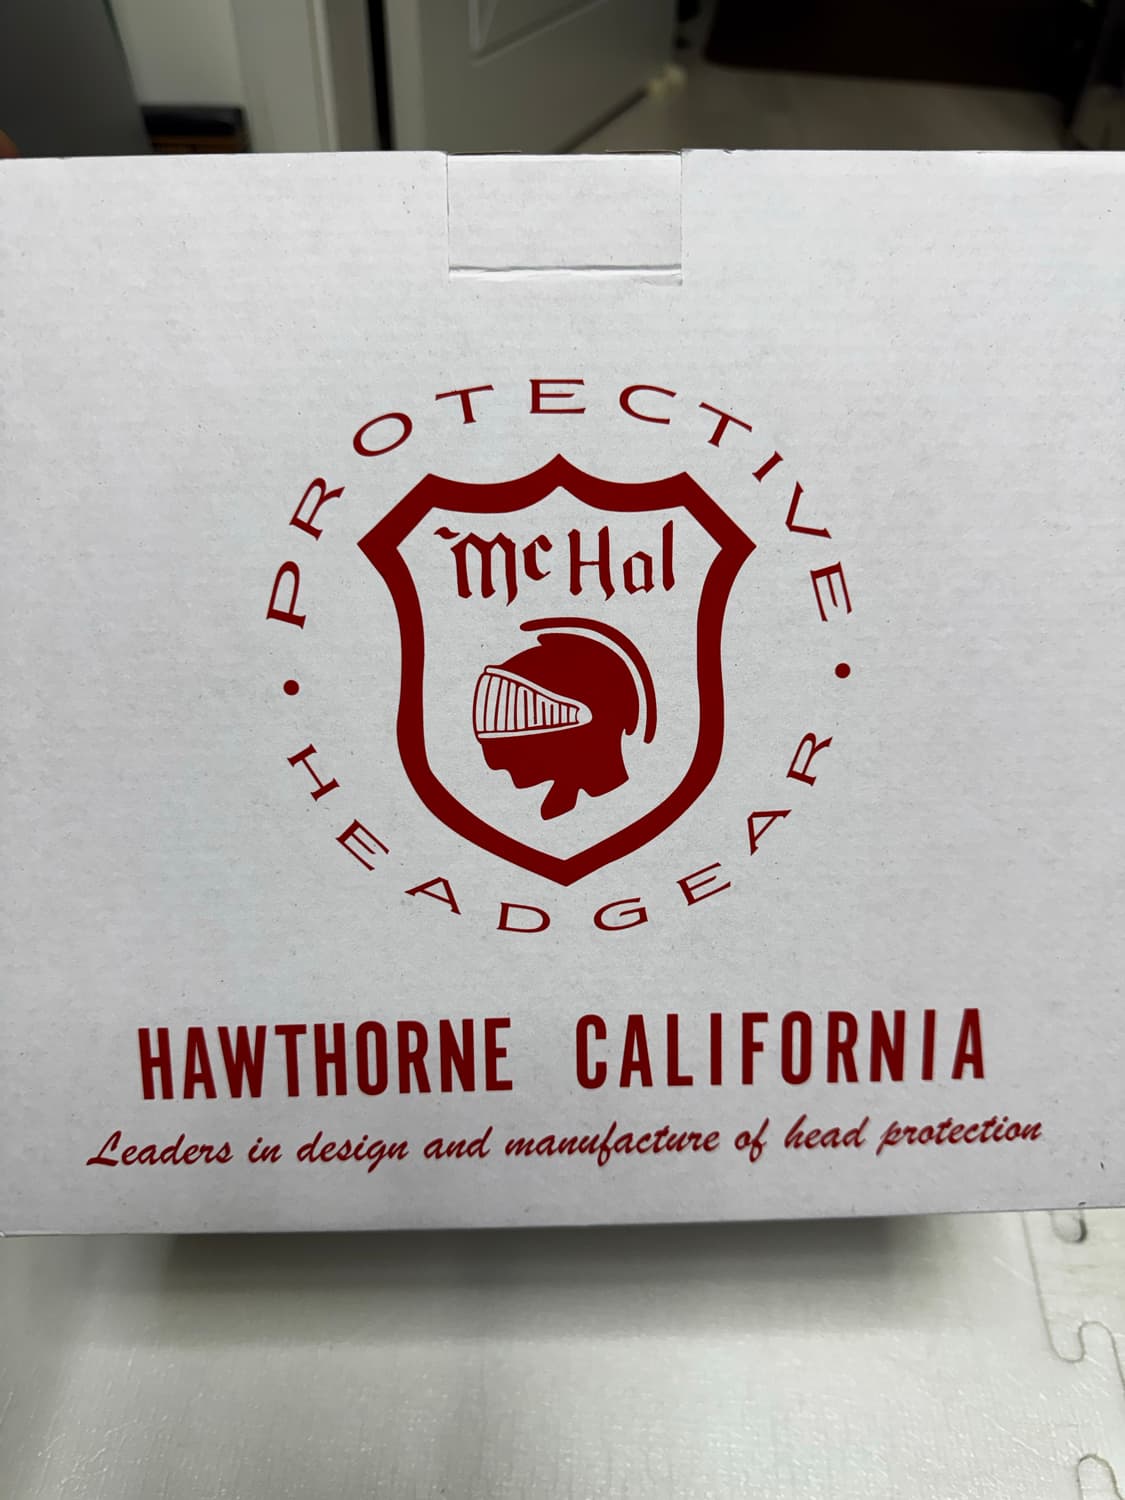 PROTECTIVE
McHal
HEADGEAR
HAWTHORNE CALIFORNIA
Leaders in design and manufacture of head protection